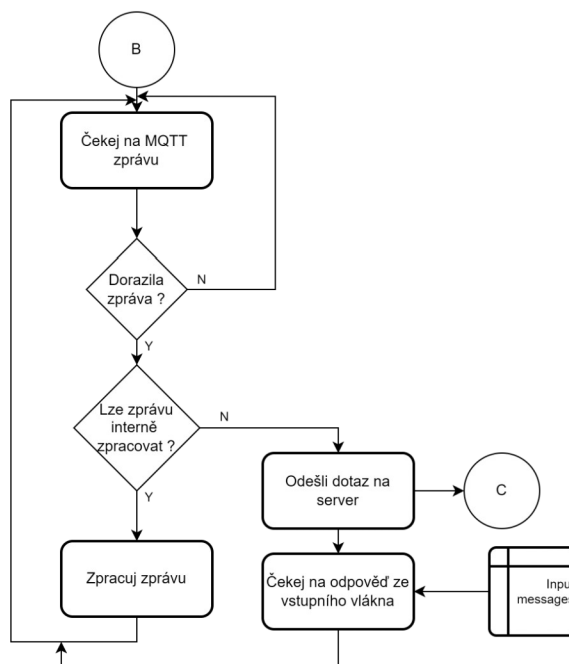 B
Čekej na MQTT
zprávu
Dorazila
zpráva ?
N
Y
Lze zprávu
interně
zpracovat ?
N
Y
Odešli dotaz na
server
C
Zpracuj zprávu
Čekej na odpověď ze
vstupního vlákna
messages